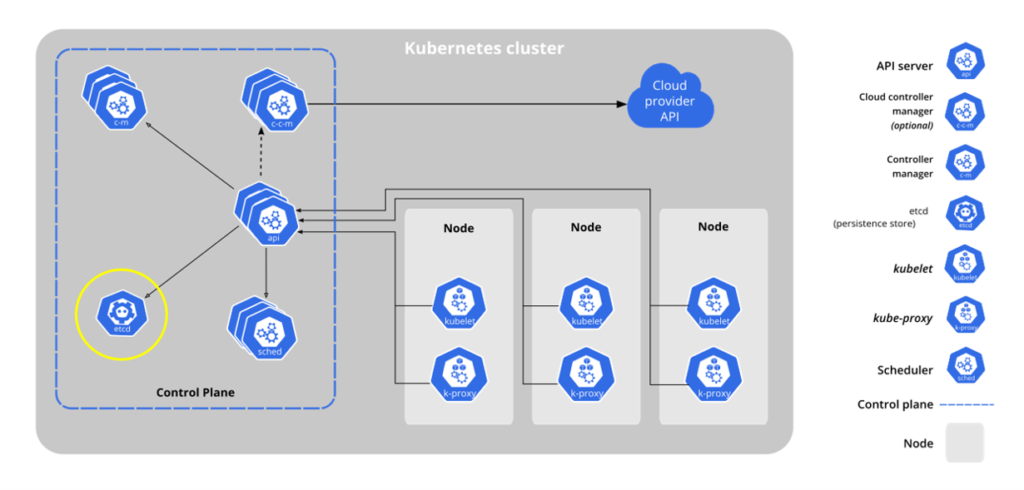 Kubernetes cluster
c-m
c-c-m
Cloud
provider
API
api
etcd
sched
Control Plane
Node
kubelet
k-proxy
Node
kubelet
k-proxy
Node
kubelet
k-proxy
API server
api
Cloud controller
manager
(optional)
c-c-m
Controller
manager
c-m
etcd
(persistence store)
etcd
kubelet
kubelet
kube-proxy
k-proxy
Scheduler
sched
Control plane
Node